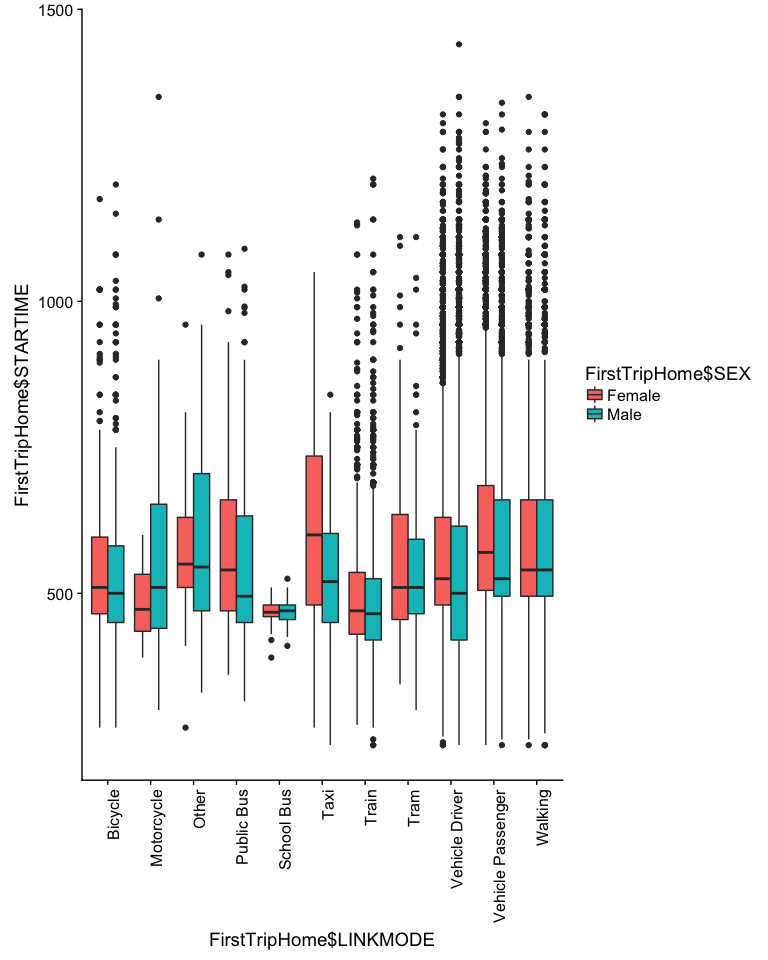 1500
1000
500
FirstTripHome$STARTIME
Bicycle
Motorcycle
Other
Public Bus
School Bus
Taxi
Train
Tram
Vehicle Driver
Vehicle Passenger
Walking
FirstTripHome$LINKMODE
FirstTripHome$SEX
Female
Male